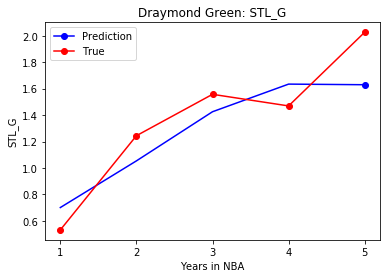 Draymond Green: STL_G
Prediction
True
STL_G
2.0
1.8
1.6
1.4
1.2
1.0
0.8
0.6
1 2 3 4 5
Years in NBA